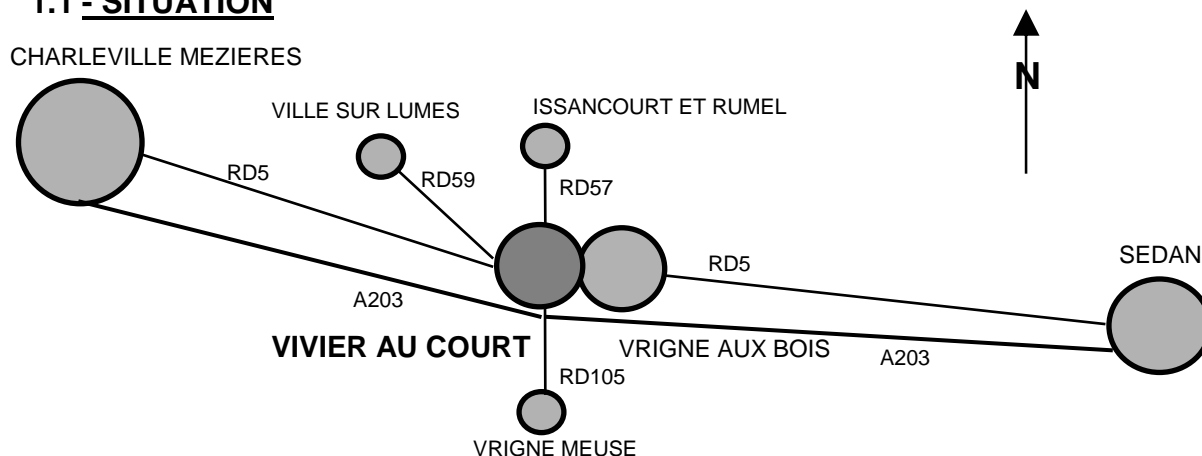 1.1 - SITUATION
CHARLEVILLE MEZIERES
N
VILLE SUR LUMES
ISSANCOURT ET RUMEL
RD5
RD59
RD57
SEDAN
RD5
A203
VIVIER AU COURT
VRIGNE AUX BOIS
A203
RD105
VRIGNE MEUSE